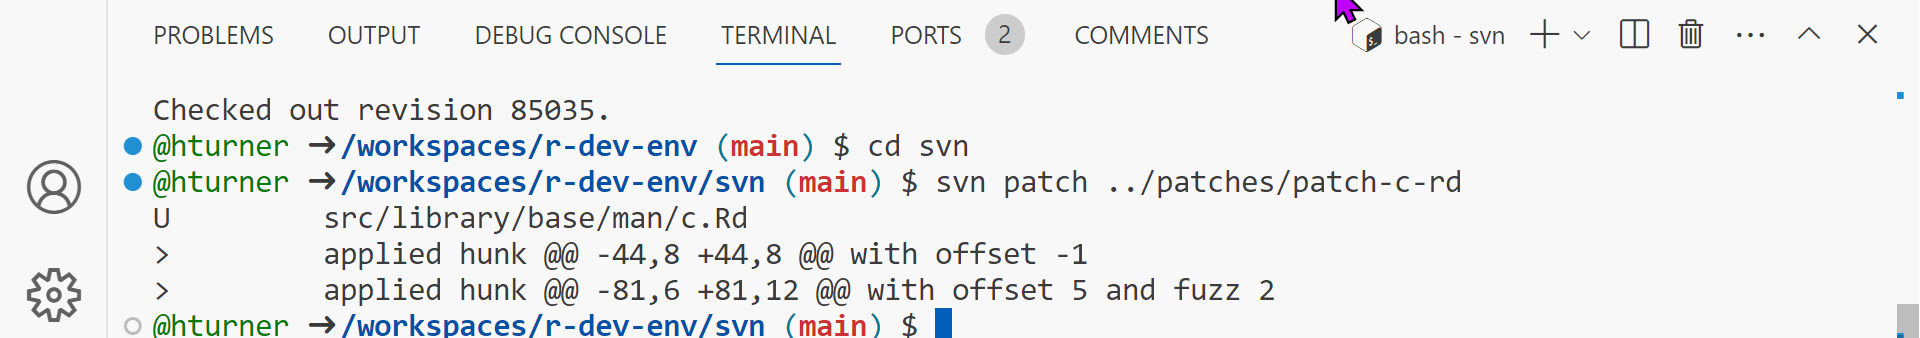 PROBLEMS OUTPUT DEBUG CONSOLE TERMINAL PORTS 2 COMMENTS bash - svn
Checked out revision 85035.
@hturner ➜/workspaces/r-dev-env (main) $ cd svn
@hturner ➜/workspaces/r-dev-env/svn (main) $ svn patch ../patches/patch-c-rd
U         src/library/base/man/c.Rd
>         applied hunk @@ -44,8 +44,8 @@ with offset -1
>         applied hunk @@ -81,6 +81,12 @@ with offset 5 and fuzz 2
@hturner ➜/workspaces/r-dev-env/svn (main) $